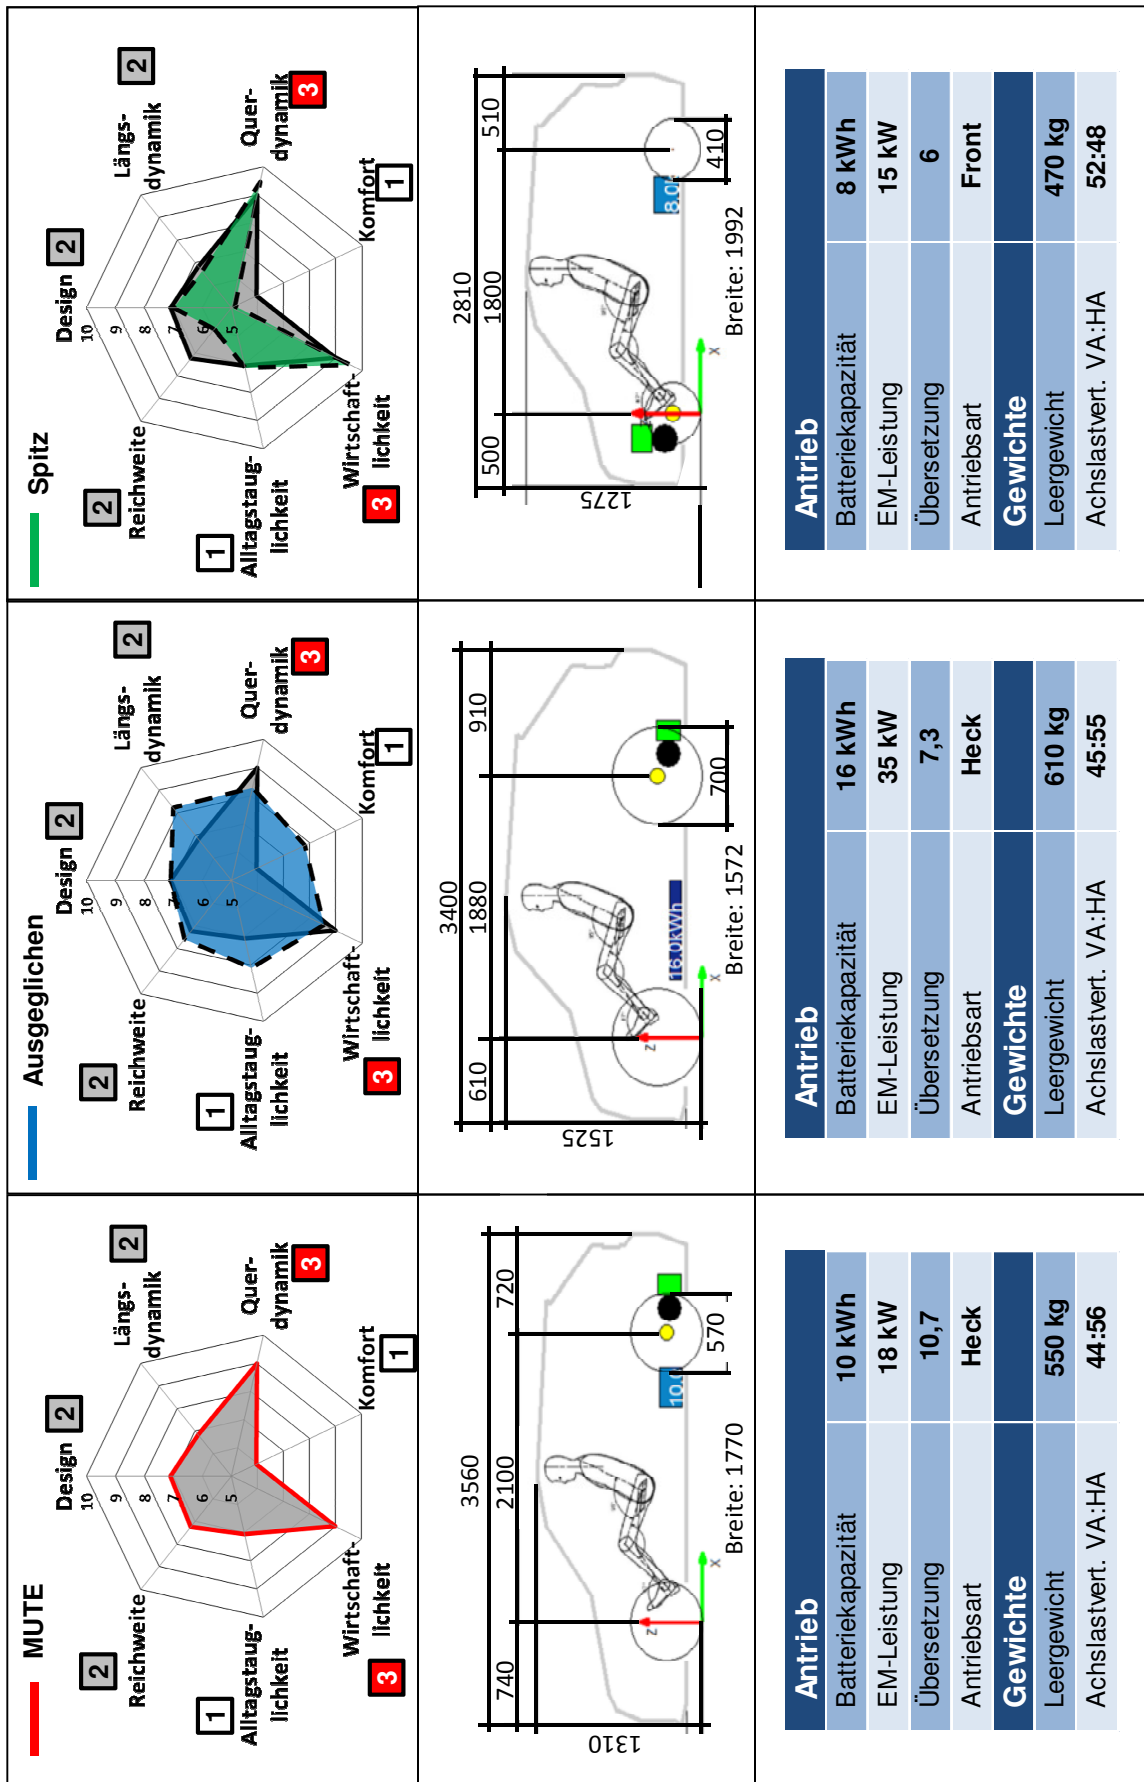 MUTE
Design 2
10
9
8
7
6
5
Längs-
dynamik
2
Quer-
dynamik
3
Komfort
1
Wirtschaft-
lichkeit
3
Alltagstaug-
lichkeit
1
Reichweite
2
3560
740
2100
720
1310
Z
X
10.0
570
Breite: 1770
Antrieb
Batteriekapazität 10 kWh
EM-Leistung 18 kW
Übersetzung 10,7
Antriebsart Heck
Gewichte
Leergewicht 550 kg
Achslastvert. VA:HA 44:56
Ausgeglichen
Design 2
10
9
8
7
6
5
Längs-
dynamik
2
Quer-
dynamik
3
Komfort
1
Wirtschaft-
lichkeit
3
Alltagstaug-
lichkeit
1
Reichweite
2
3400
610
1880
910
1525
Z
X
16.0kWh
700
Breite: 1572
Antrieb
Batteriekapazität 16 kWh
EM-Leistung 35 kW
Übersetzung 7,3
Antriebsart Heck
Gewichte
Leergewicht 610 kg
Achslastvert. VA:HA 45:55
Spitz
Design 2
10
9
8
7
6
5
Längs-
dynamik
2
Quer-
dynamik
3
Komfort
1
Wirtschaft-
lichkeit
3
Alltagstaug-
lichkeit
1
Reichweite
2
2810
500
1800
510
1275
X
8.0
410
Breite: 1992
Antrieb
Batteriekapazität 8 kWh
EM-Leistung 15 kW
Übersetzung 6
Antriebsart Front
Gewichte
Leergewicht 470 kg
Achslastvert. VA:HA 52:48